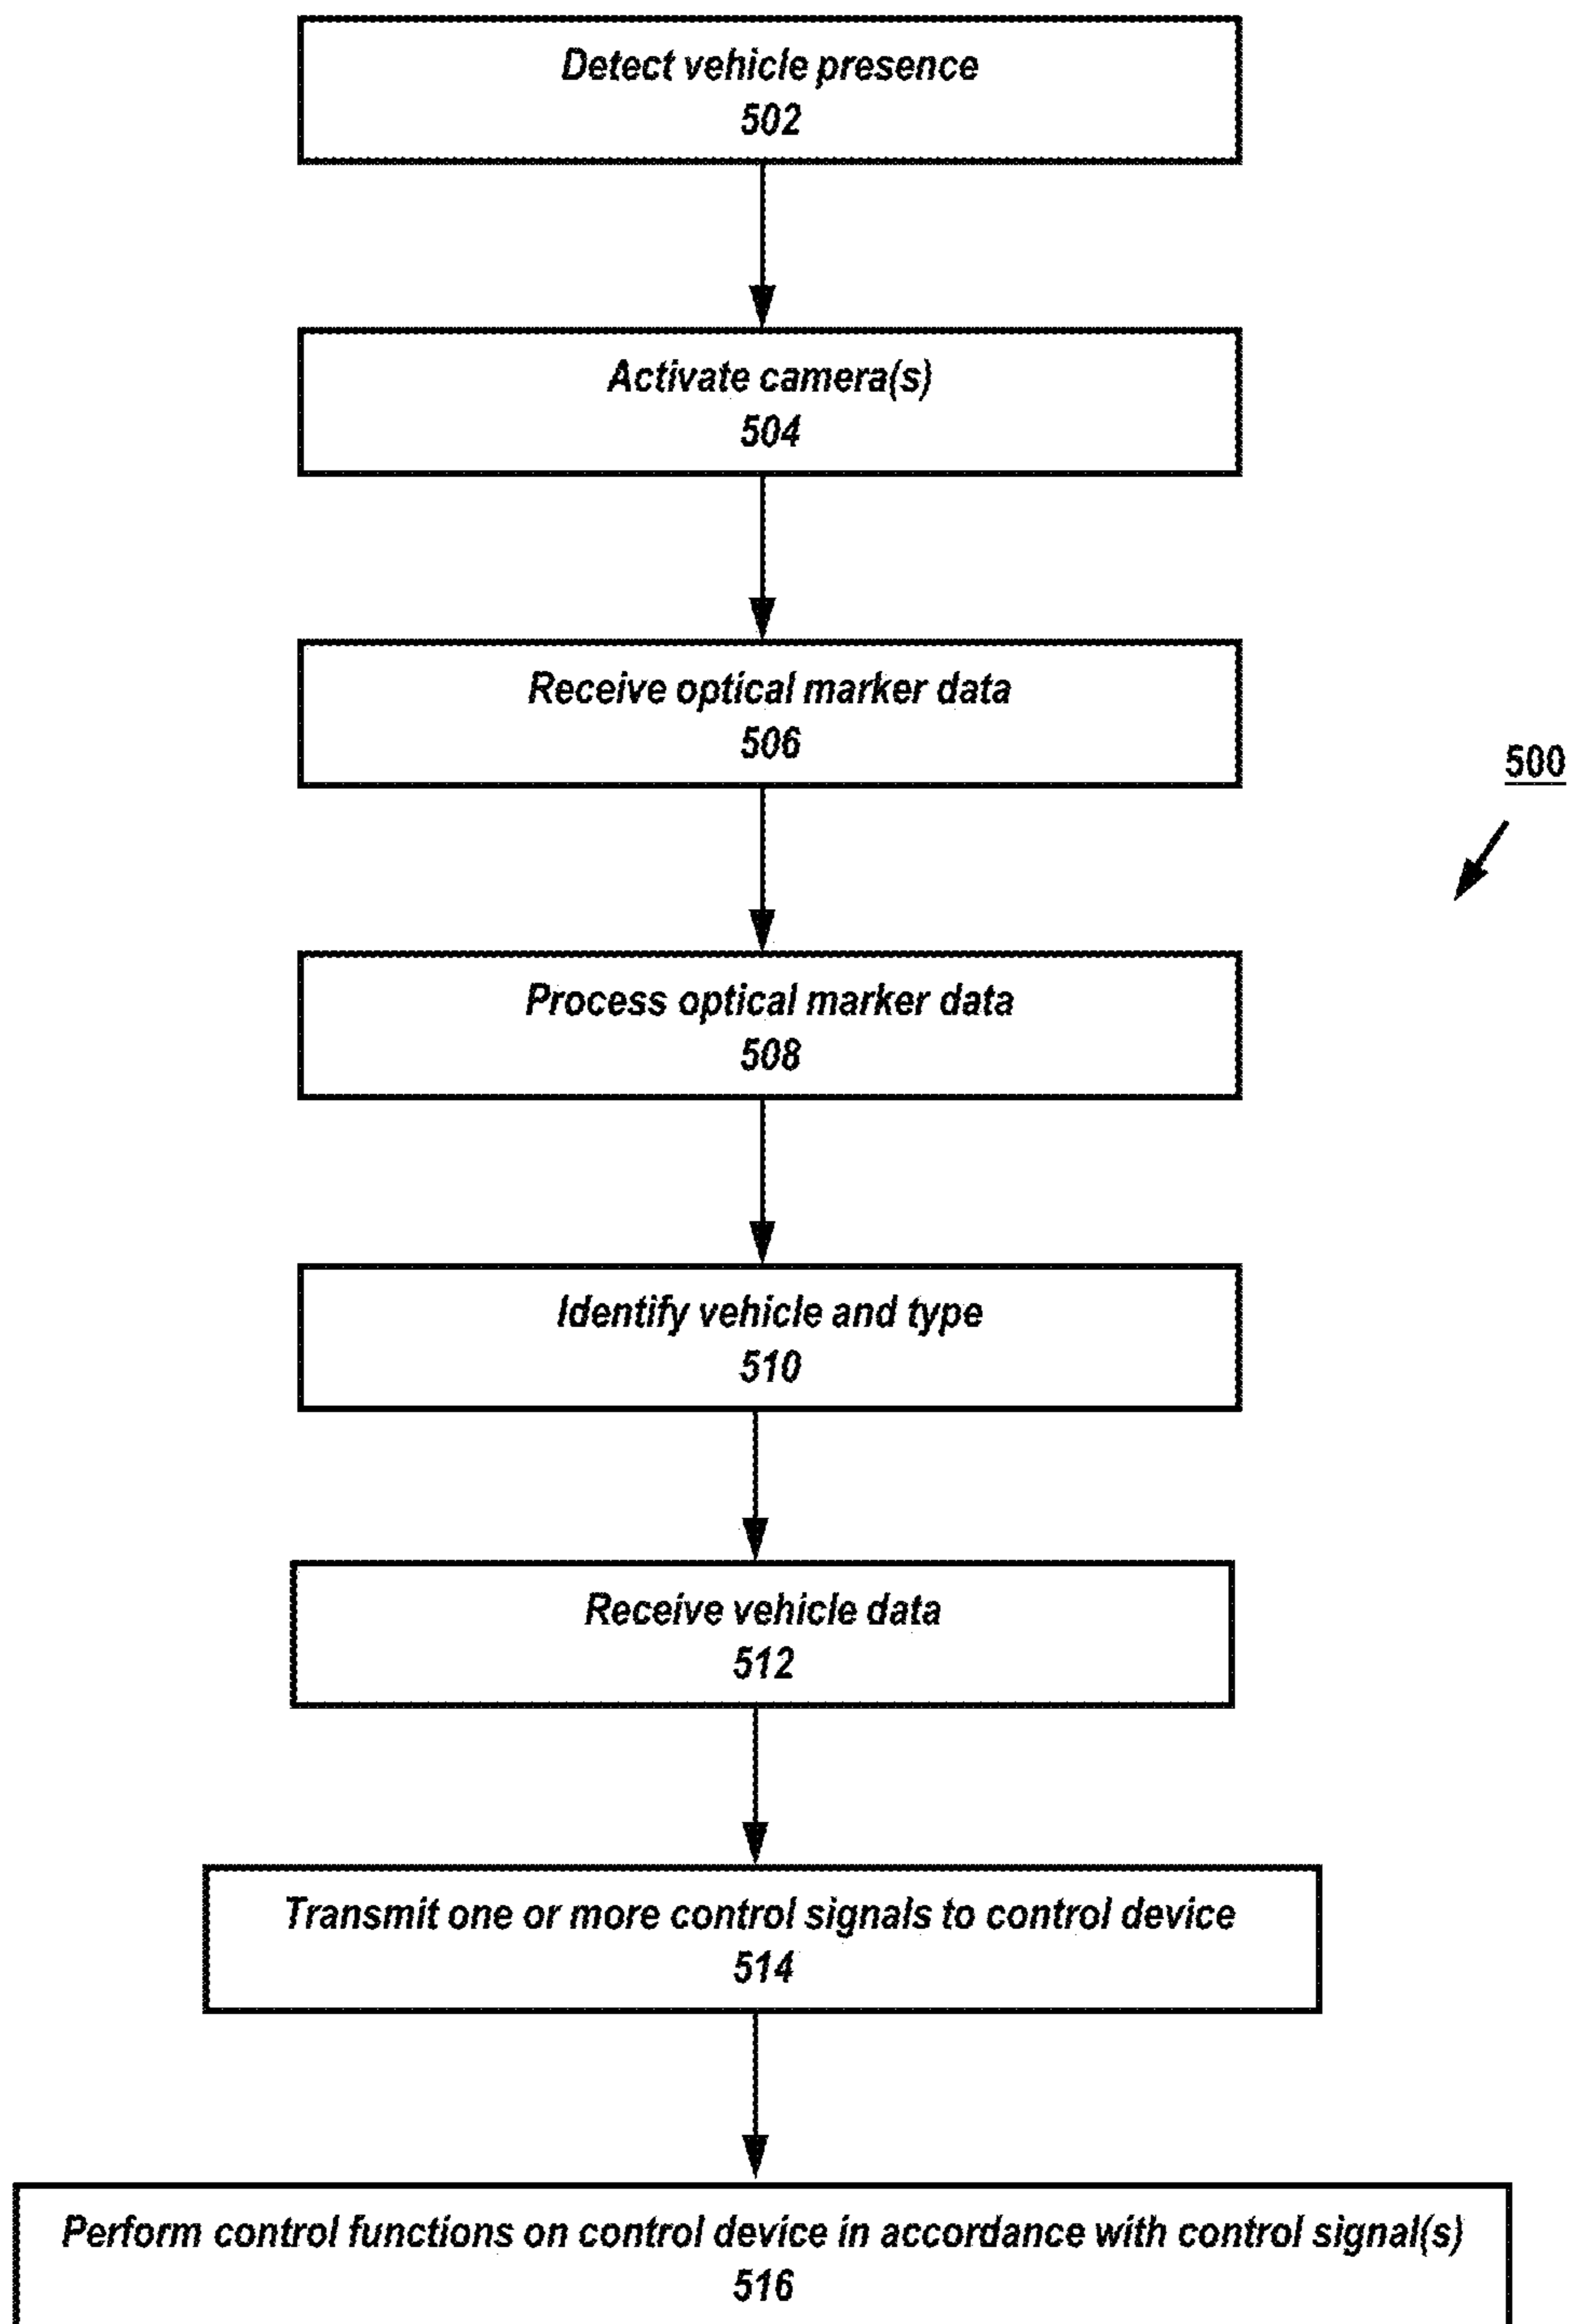 Detect vehicle presence
502
Activate camera(s)
504
Receive optical marker data
506
500
Process optical marker data
508
Identify vehicle and type
510
Receive vehicle data
512
Transmit one or more control signals to control device
514
Perform control functions on control device in accordance with control signal(s)
516